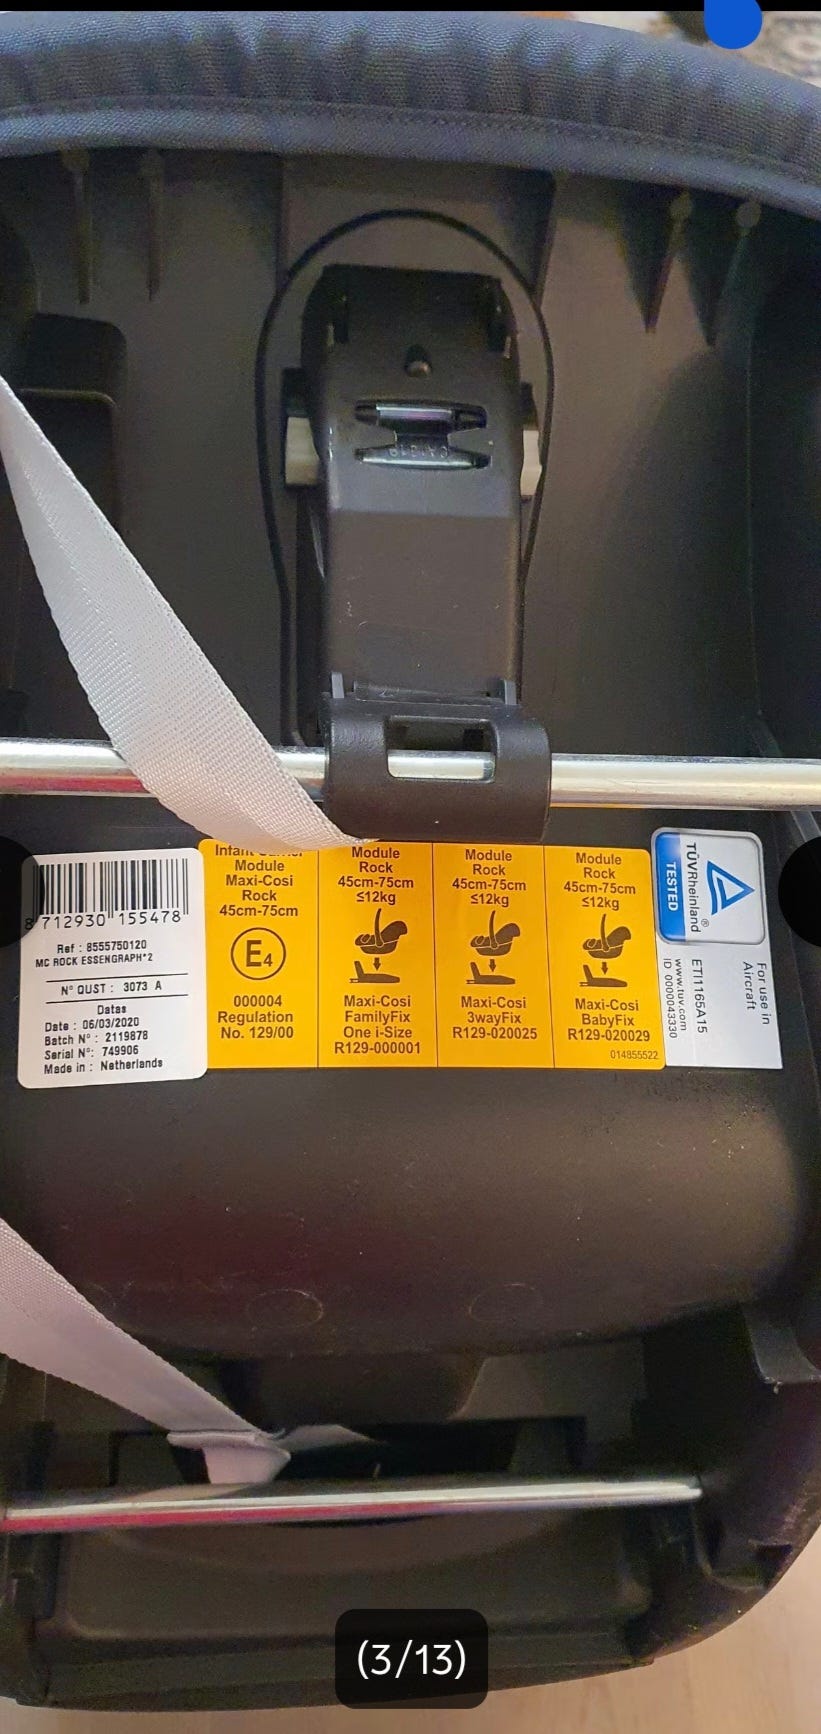 8 712930 155478
Ref : 8555750120
MC ROCK ESSENGRAPH*2
N° QUST : 3073 A
Datas
Date : 06/03/2020
Batch N° : 2119878
Serial N°: 749906
Made in : Netherlands
Infant Carrier
Module
Maxi-Cosi
Rock
45cm-75cm
E4
000004
Regulation
No. 129/00
Module
Rock
45cm-75cm
≤12kg
Maxi-Cosi
FamilyFix
One i-Size
R129-000001
Module
Rock
45cm-75cm
≤12kg
Maxi-Cosi
3wayFix
R129-020025
Module
Rock
45cm-75cm
≤12kg
Maxi-Cosi
BabyFix
R129-020029
014855522
TÜVRheinland®
TESTED
ETI1165A15
www.tuv.com
ID 0000043330
For use in
Aircraft
(3/13)